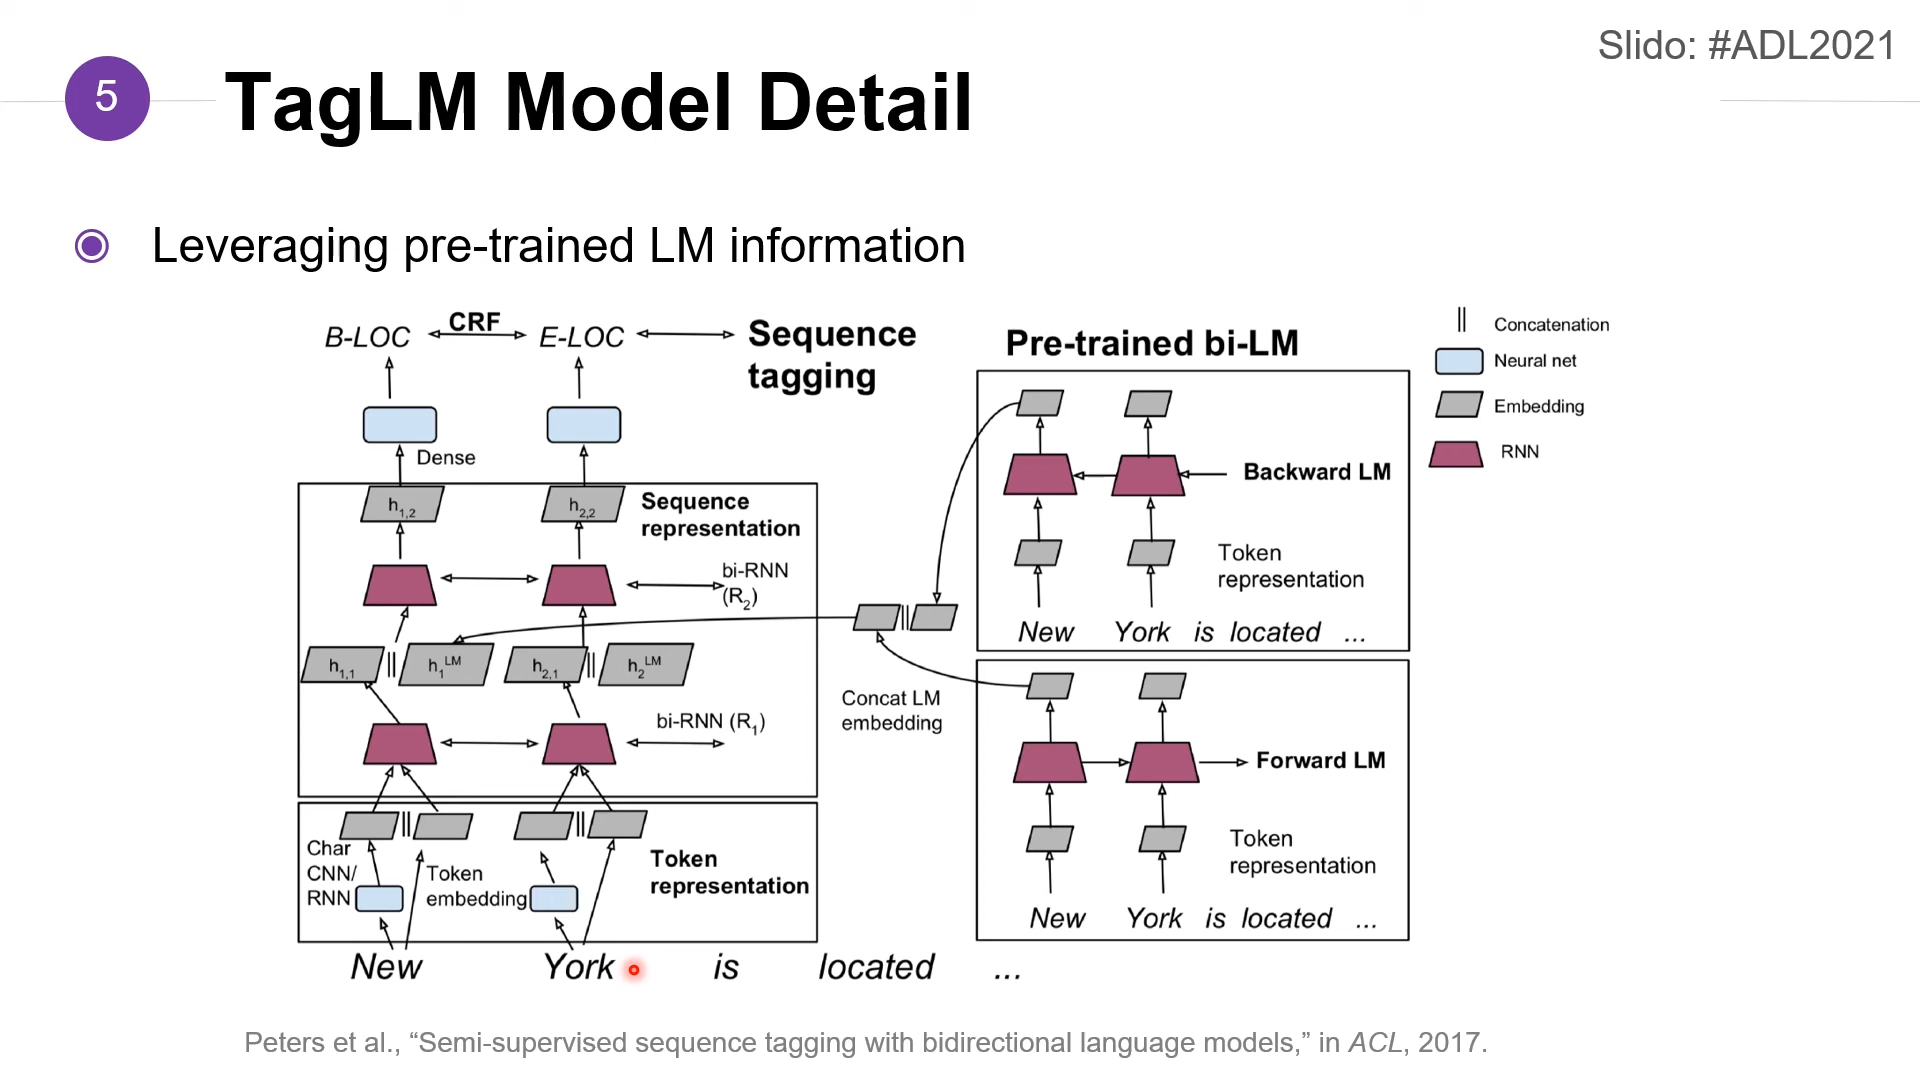 Slido: #ADL2021
5
TagLM Model Detail
Leveraging pre-trained LM information
B-LOC
CRF
E-LOC
Sequence
tagging
Dense
h1,2
h2,2
Sequence
representation
bi-RNN
(R2)
h1,1
||
h1LM
h2,1
||
h2LM
bi-RNN (R1)
||
||
Char
CNN/
RNN
Token
embedding
Token
representation
New York is located ...
||
Concat LM
embedding
Pre-trained bi-LM
Backward LM
Token
representation
New York is located ...
Forward LM
Token
representation
New York is located ...
|| Concatenation
Neural net
Embedding
RNN
Peters et al., “Semi-supervised sequence tagging with bidirectional language models,” in ACL, 2017.